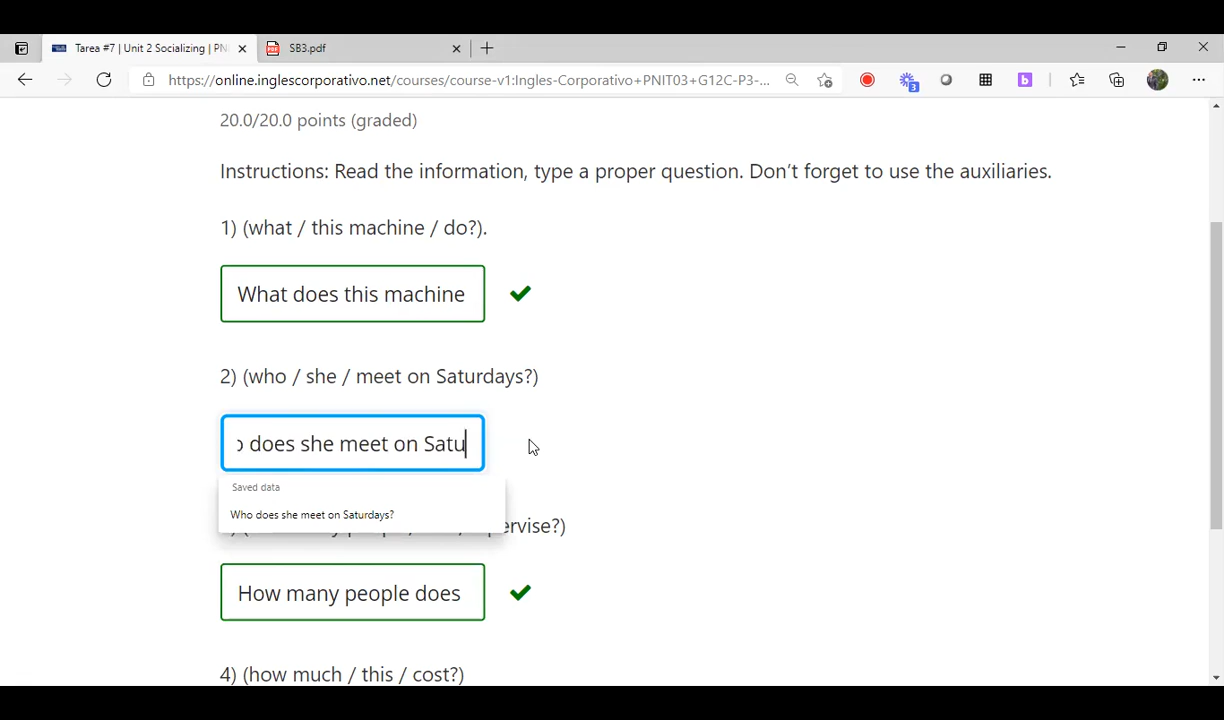 Tarea #7 | Unit 2 Socializing | PN
SB3.pdf
https://online.inglescorporativo.net/courses/course-v1:Ingles-Corporativo+PNIT03+G12C-P3-...
3
b
20.0/20.0 points (graded)
Instructions: Read the information, type a proper question. Don’t forget to use the auxiliaries.
1) (what / this machine / do?).
What does this machine
2) (who / she / meet on Saturdays?)
o does she meet on Satu
Saved data
Who does she meet on Saturdays?
ervise?)
How many people does
4) (how much / this / cost?)